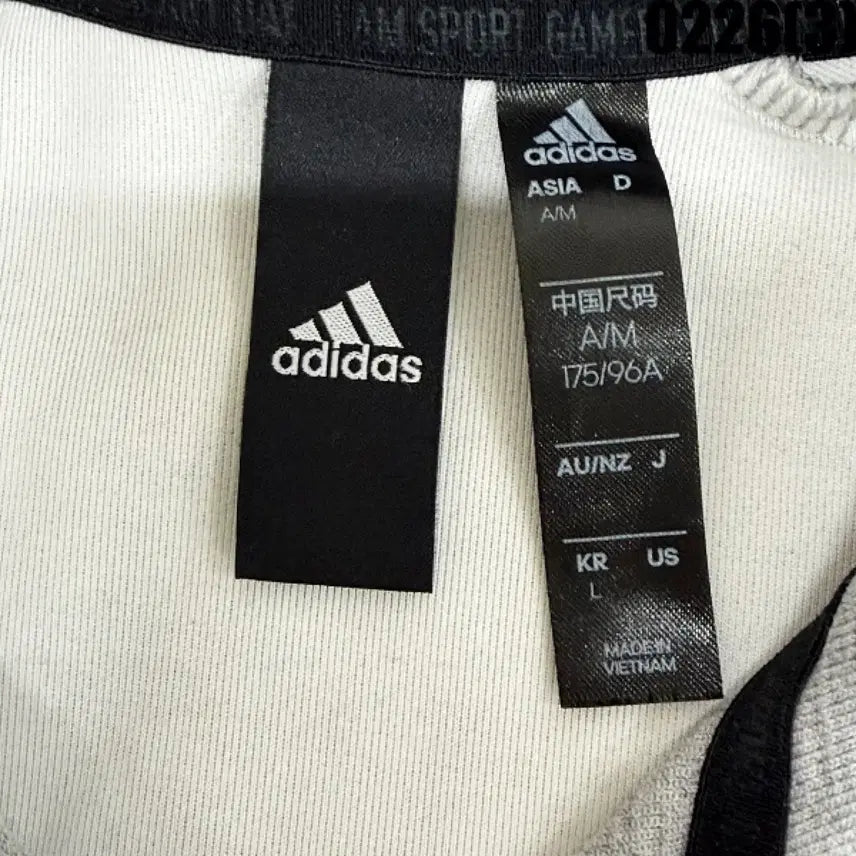 AM SPORT GAME
0226(3)
adidas
adidas
ASIA D
A/M
中国尺码
A/M
175/96A
AU/NZ J
KR US
L
MADE IN
VIETNAM